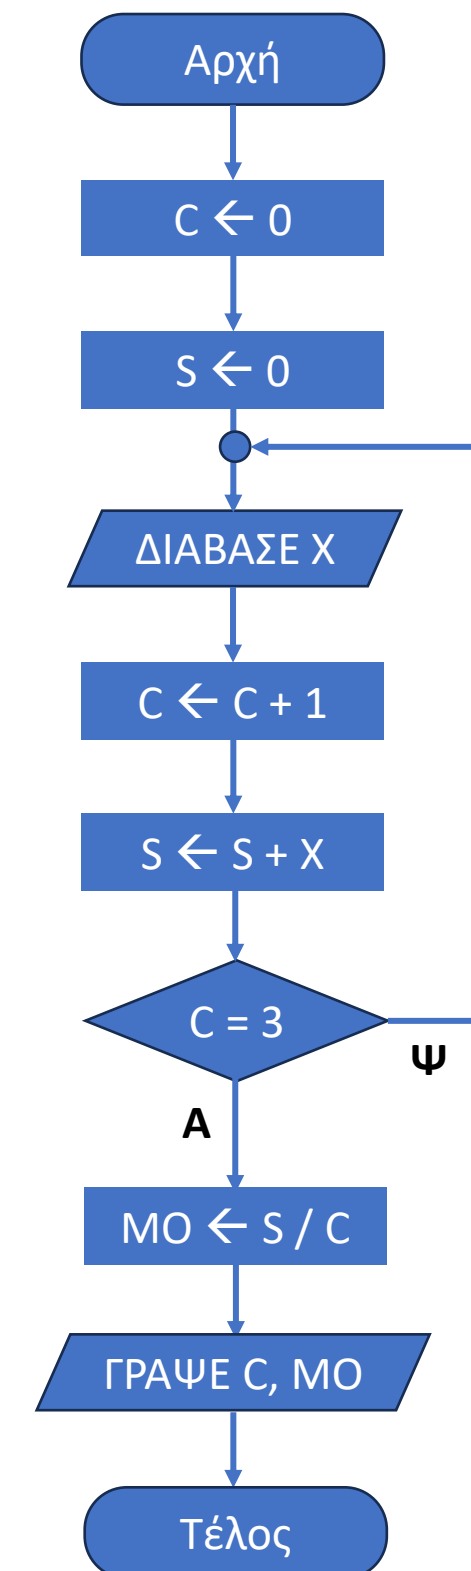 Αρχή
C ← 0
S ← 0
ΔΙΑΒΑΣΕ X
C ← C + 1
S ← S + X
C = 3
Ψ
Α
ΜΟ ← S / C
ΓΡΑΨΕ C, ΜΟ
Τέλος